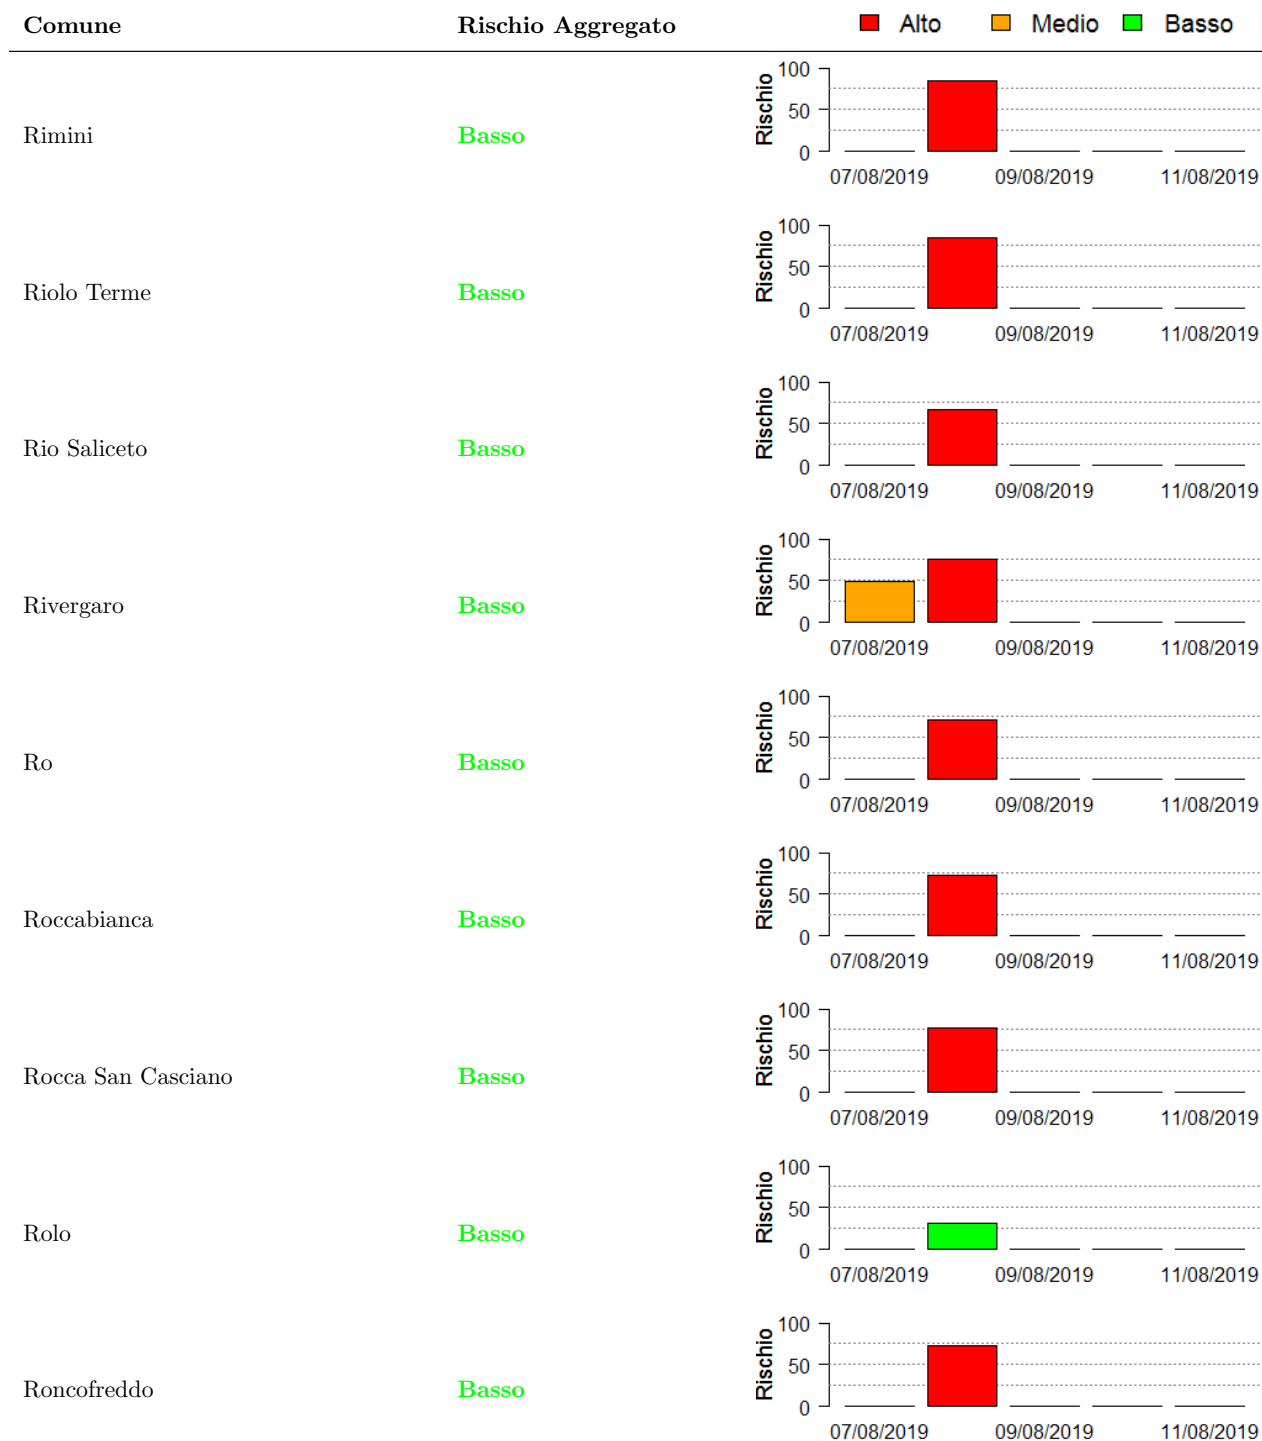 Comune Rischio Aggregato Alto Medio Basso
Rimini Basso Rischio 100 50 0
07/08/2019 09/08/2019 11/08/2019
Riolo Terme Basso Rischio 100 50 0
07/08/2019 09/08/2019 11/08/2019
Rio Saliceto Basso Rischio 100 50 0
07/08/2019 09/08/2019 11/08/2019
Rivergaro Basso Rischio 100 50 0
07/08/2019 09/08/2019 11/08/2019
Ro Basso Rischio 100 50 0
07/08/2019 09/08/2019 11/08/2019
Roccabianca Basso Rischio 100 50 0
07/08/2019 09/08/2019 11/08/2019
Rocca San Casciano Basso Rischio 100 50 0
07/08/2019 09/08/2019 11/08/2019
Rolo Basso Rischio 100 50 0
07/08/2019 09/08/2019 11/08/2019
Roncofreddo Basso Rischio 100 50 0
07/08/2019 09/08/2019 11/08/2019